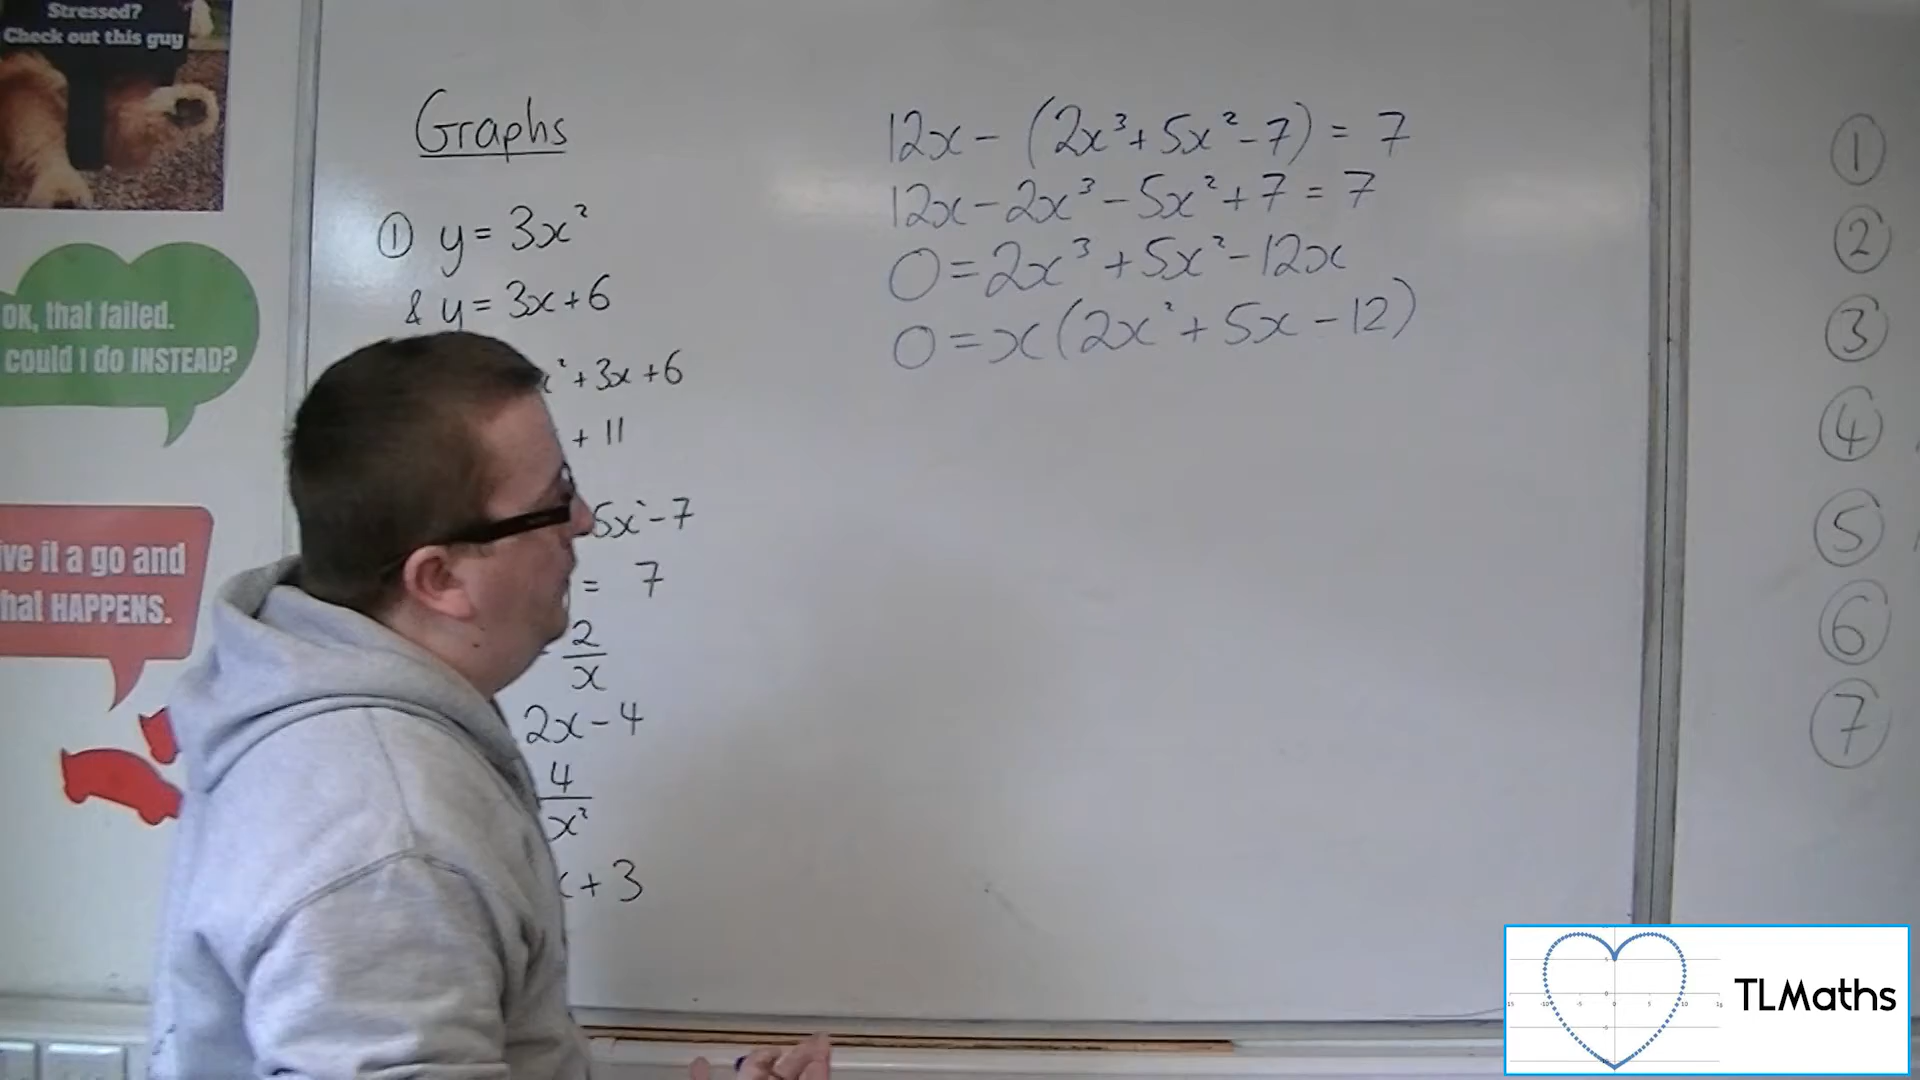 Stressed?
Check out this guy
OK, that failed.
could I do INSTEAD?
ive it a go and
hat HAPPENS.
Graphs
① y = 3x²
& y = 3x + 6
² + 3x + 6
+ 11
5x² - 7
= 7
2/x
2x - 4
4/x²
x + 3
12x - (2x³ + 5x² - 7) = 7
12x - 2x³ - 5x² + 7 = 7
0 = 2x³ + 5x² - 12x
0 = x(2x² + 5x - 12)
①
②
③
④
⑤
⑥
⑦
TLMaths